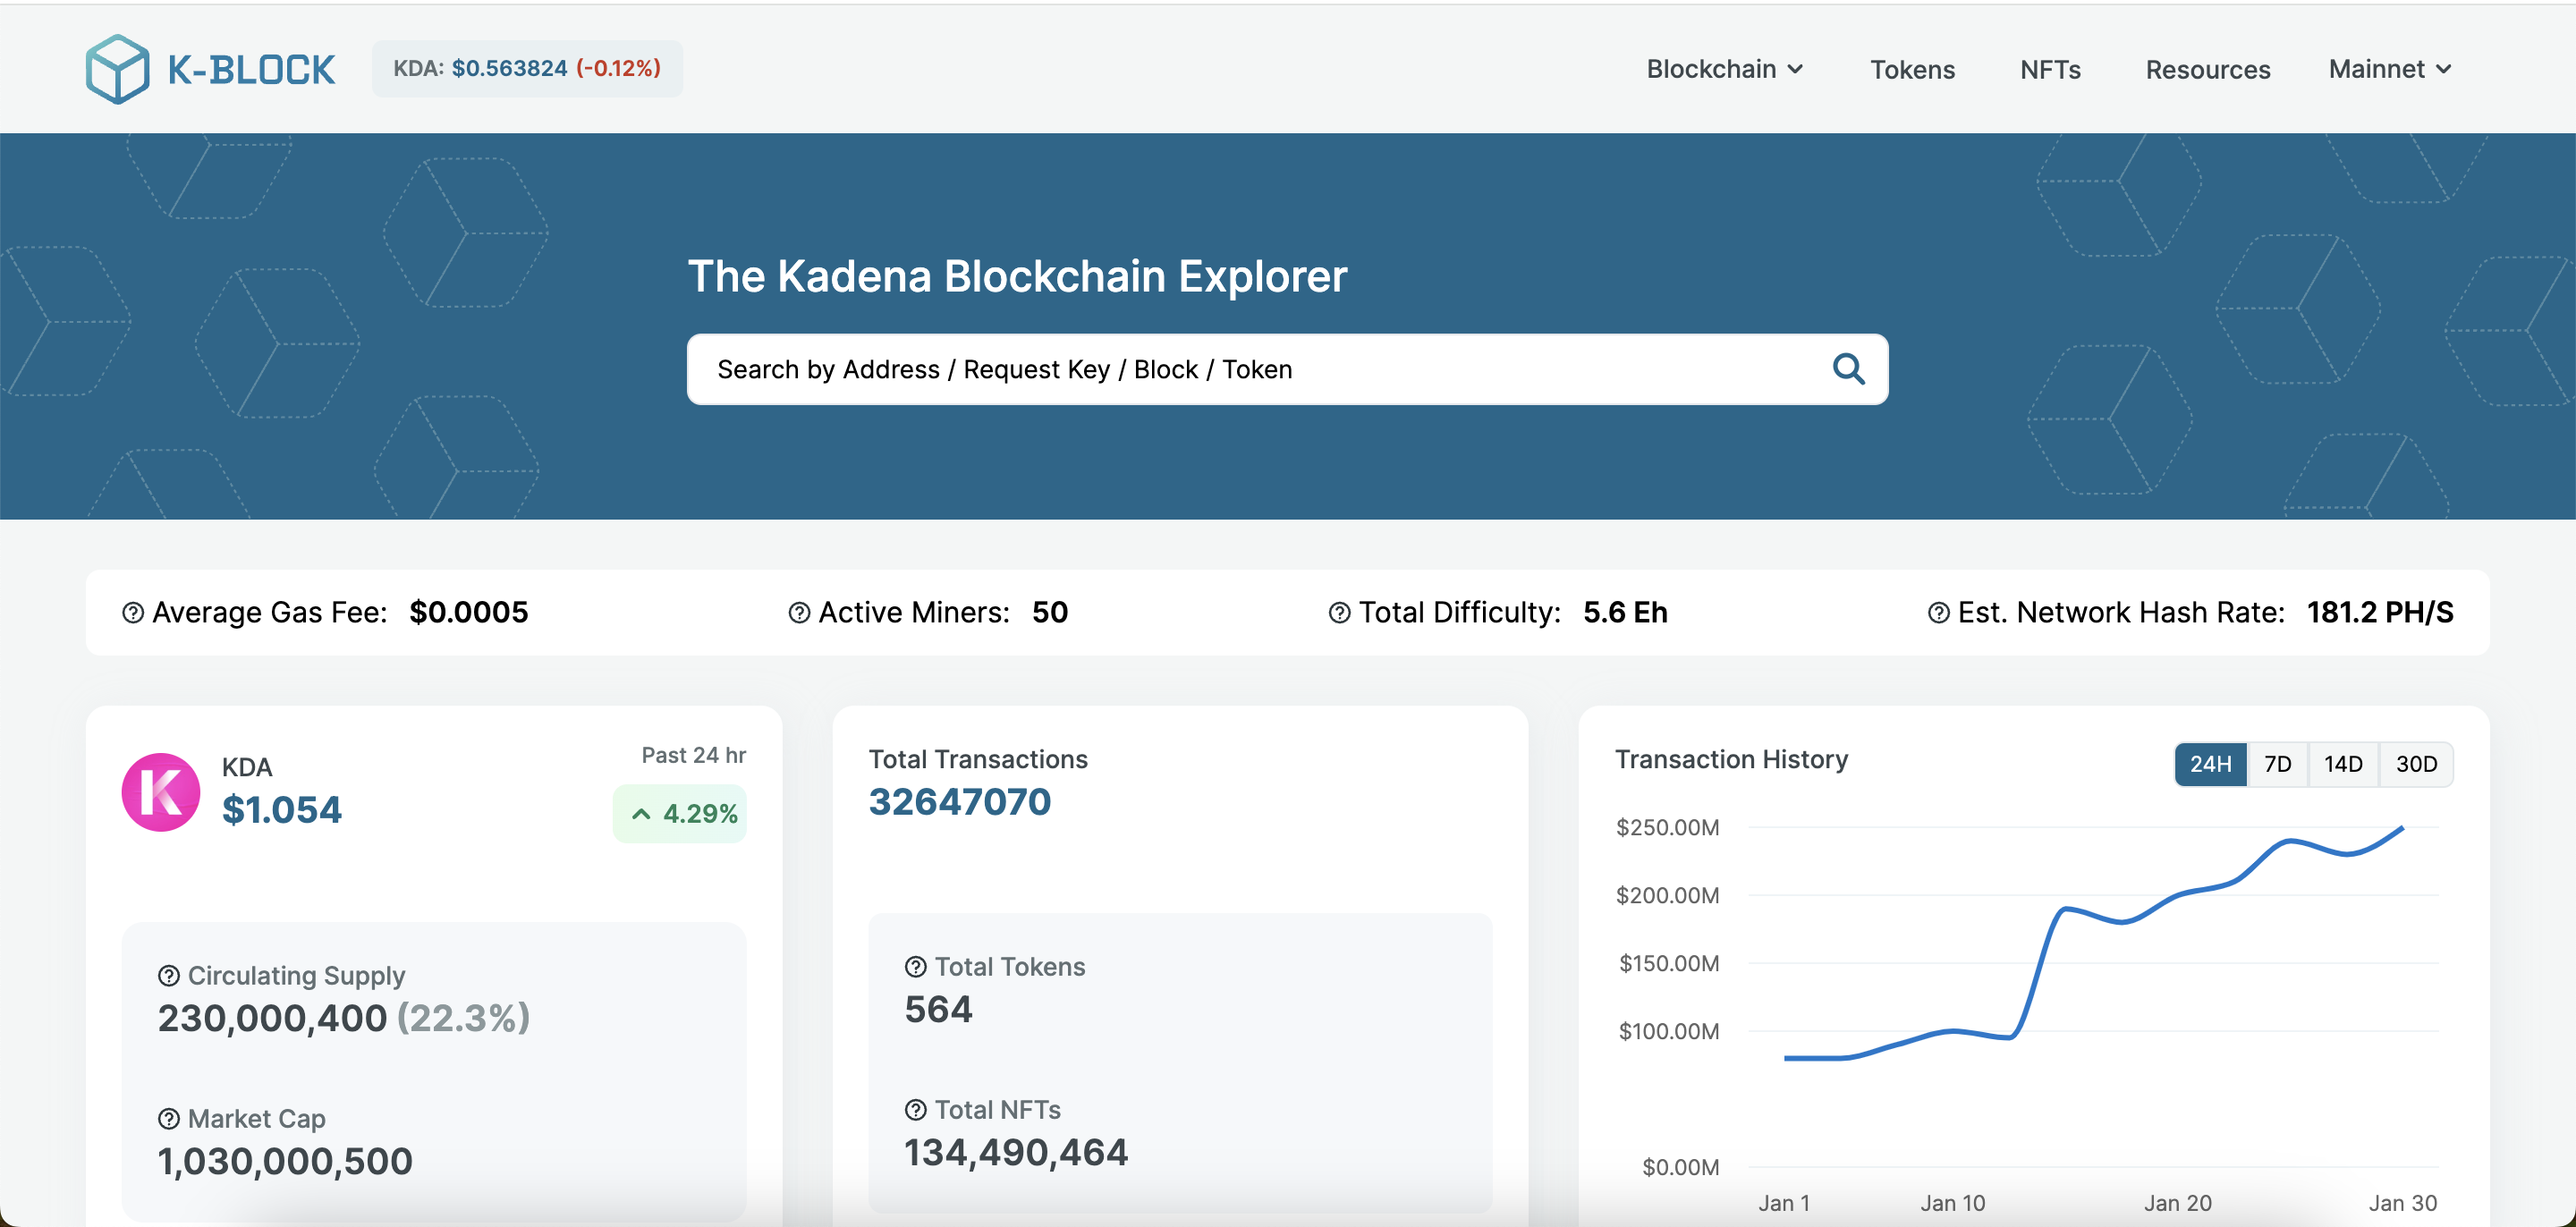 K-BLOCK
KDA: $0.563824 (-0.12%)
Blockchain
Tokens
NFTs
Resources
Mainnet
The Kadena Blockchain Explorer
Search by Address / Request Key / Block / Token
Average Gas Fee: $0.0005
Active Miners: 50
Total Difficulty: 5.6 Eh
Est. Network Hash Rate: 181.2 PH/S
K
KDA
$1.054
Past 24 hr
4.29%
Circulating Supply
230,000,400 (22.3%)
Market Cap
1,030,000,500
Total Transactions
32647070
Total Tokens
564
Total NFTs
134,490,464
Transaction History
24H 7D 14D 30D
$250.00M
$200.00M
$150.00M
$100.00M
$0.00M
Jan 1 Jan 10 Jan 20 Jan 30